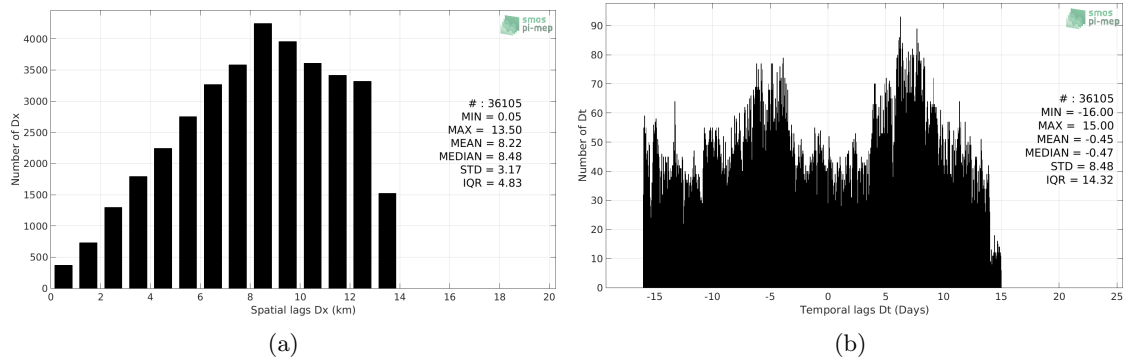 smos
pi-mep
4000
3500
3000
2500
2000
1500
1000
500
0
Number of Dx
# : 36105
MIN = 0.05
MAX = 13.50
MEAN = 8.22
MEDIAN = 8.48
STD = 3.17
IQR = 4.83
0 2 4 6 8 10 12 14 16 18 20
Spatial lags Dx (km)
(a)
smos
pi-mep
90
80
70
60
50
40
30
20
10
0
Number of Dt
# : 36105
MIN = -16.00
MAX = 15.00
MEAN = -0.45
MEDIAN = -0.47
STD = 8.48
IQR = 14.32
-15 -10 -5 0 5 10 15 20 25
Temporal lags Dt (Days)
(b)